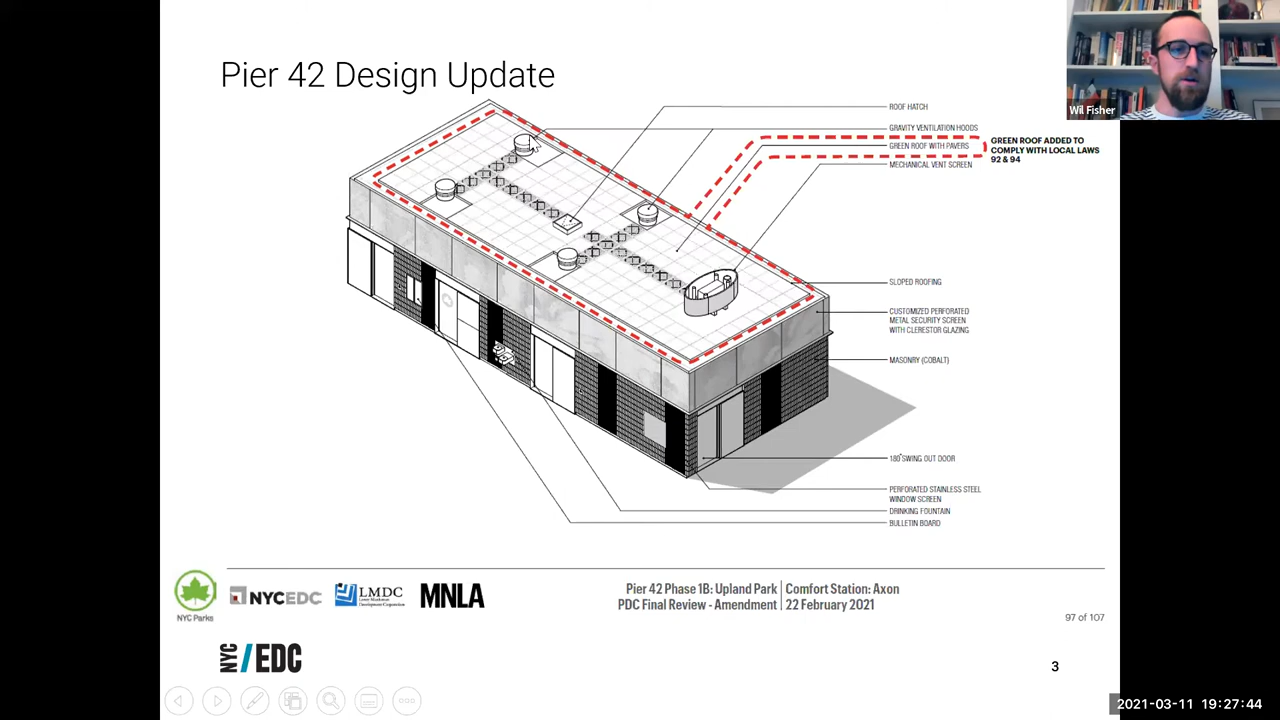 Pier 42 Design Update
Wil Fisher
ROOF HATCH
GRAVITY VENTILATION HOODS
GREEN ROOF WITH PAVERS
MECHANICAL VENT SCREEN
GREEN ROOF ADDED TO
COMPLY WITH LOCAL LAWS
92 & 94
SLOPED ROOFING
CUSTOMIZED PERFORATED
METAL SECURITY SCREEN
WITH CLERESTOR GLAZING
MASONRY (COBALT)
180°SWING OUT DOOR
PERFORATED STAINLESS STEEL
WINDOW SCREEN
DRINKING FOUNTAIN
BULLETIN BOARD
NYC Parks
NYCEDC
LMDC
Lower Manhattan
Development Corporation
MNLA
Pier 42 Phase 1B: Upland Park
PDC Final Review - Amendment
Comfort Station: Axon
22 February 2021
97 of 107
NYC / EDC
3
2021-03-11 19:27:44